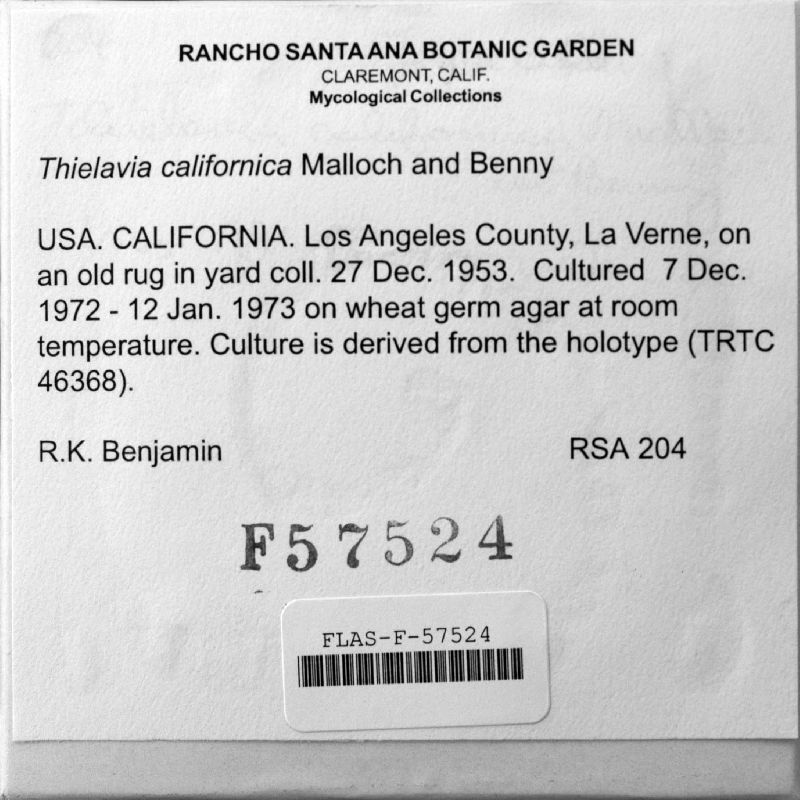 RANCHO SANTA ANA BOTANIC GARDEN
CLAREMONT, CALIF.
Mycological Collections
Thielavia californica Malloch and Benny
USA. CALIFORNIA. Los Angeles County, La Verne, on
an old rug in yard coll. 27 Dec. 1953. Cultured 7 Dec.
1972 - 12 Jan. 1973 on wheat germ agar at room
temperature. Culture is derived from the holotype (TRTC
46368).
R.K. Benjamin RSA 204
F57524
FLAS-F-57524